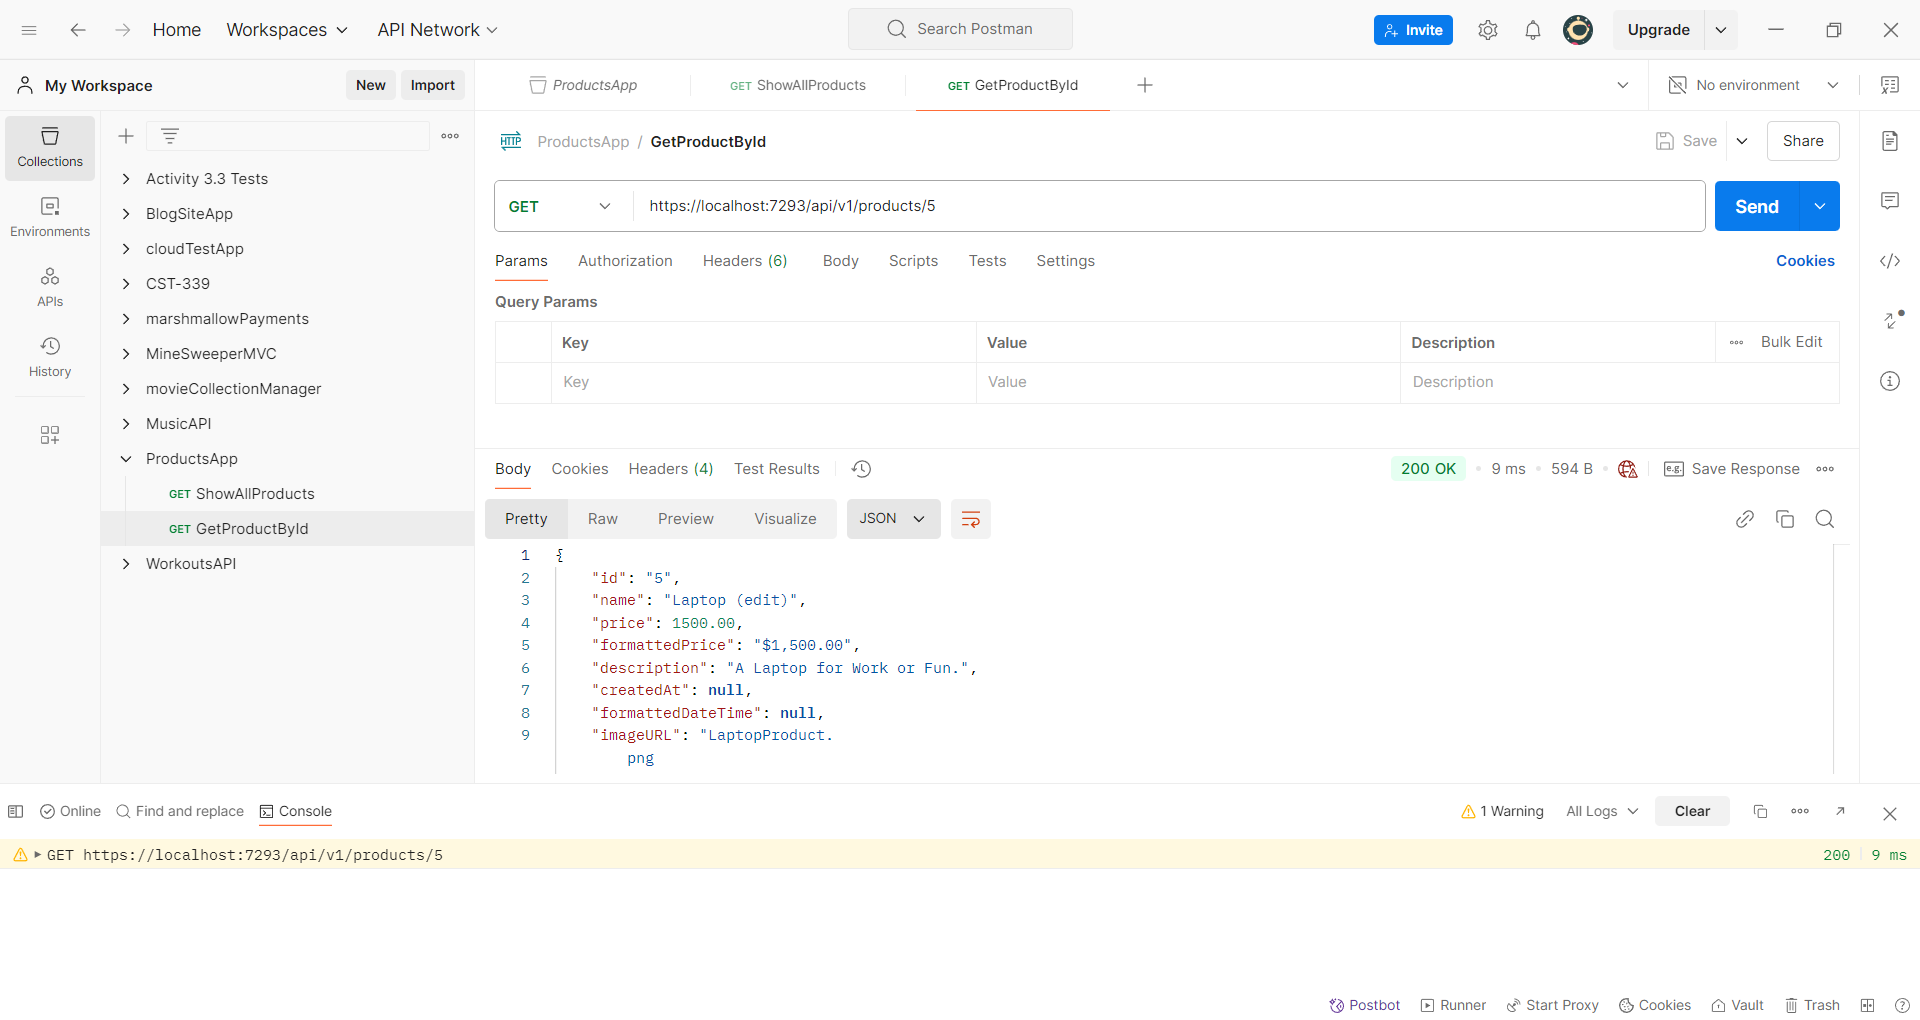 Home Workspaces API Network Search Postman Invite Upgrade
My Workspace New Import ProductsApp GET ShowAllProducts GET GetProductById No environment
Collections
Environments
APIs
History
Activity 3.3 Tests
BlogSiteApp
cloudTestApp
CST-339
marshmallowPayments
MineSweeperMVC
movieCollectionManager
MusicAPI
ProductsApp
GET ShowAllProducts
GET GetProductById
WorkoutsAPI
HTTP ProductsApp / GetProductById Save Share
GET https://localhost:7293/api/v1/products/5 Send
Params Authorization Headers (6) Body Scripts Tests Settings Cookies
Query Params
Key Value Description Bulk Edit
Key Value Description
Body Cookies Headers (4) Test Results 200 OK 9 ms 594 B e.g. Save Response
Pretty Raw Preview Visualize JSON
1 {
2 "id": "5",
3 "name": "Laptop (edit)",
4 "price": 1500.00,
5 "formattedPrice": "$1,500.00",
6 "description": "A Laptop for Work or Fun.",
7 "createdAt": null,
8 "formattedDateTime": null,
9 "imageURL": "LaptopProduct.
png
Online Find and replace Console 1 Warning All Logs Clear
GET https://localhost:7293/api/v1/products/5 200 9 ms
Postbot Runner Start Proxy Cookies Vault Trash